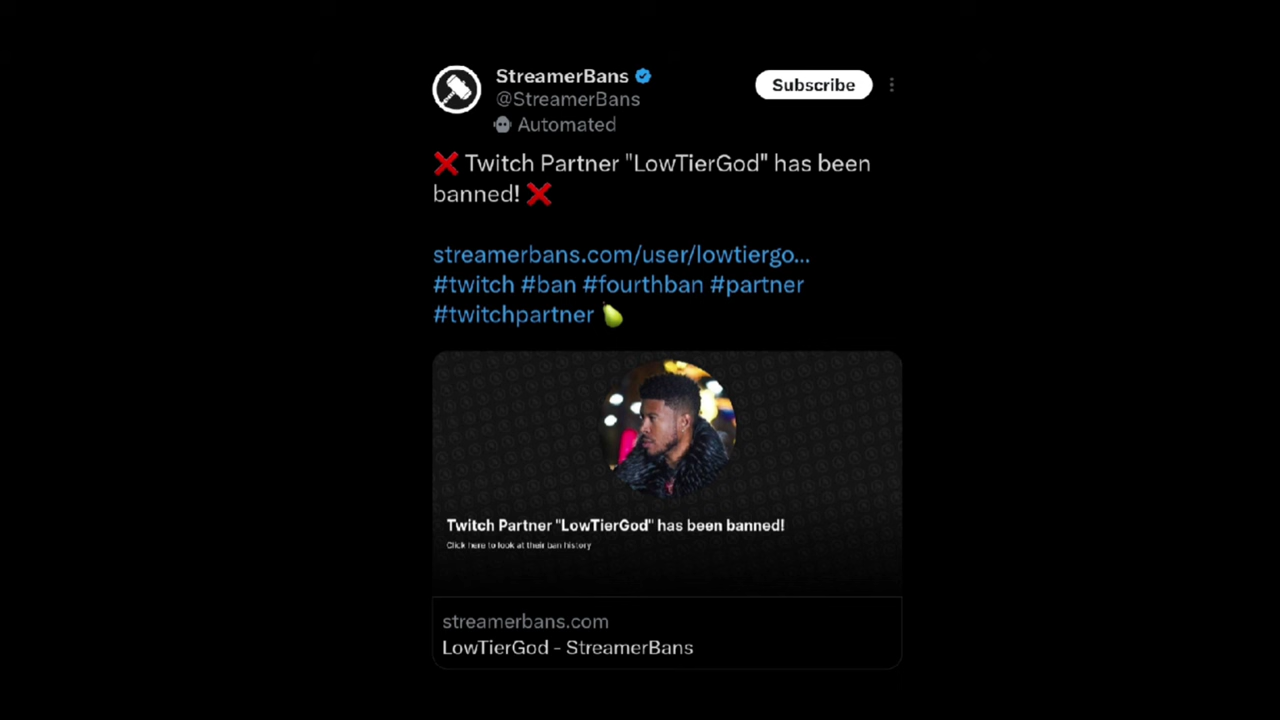 StreamerBans
@StreamerBans
Automated
Subscribe
❌ Twitch Partner "LowTierGod" has been
banned! ❌
streamerbans.com/user/lowtiergo...
#twitch #ban #fourthban #partner
#twitchpartner 🍐
Twitch Partner "LowTierGod" has been banned!
Click here to look at their ban history
streamerbans.com
LowTierGod - StreamerBans